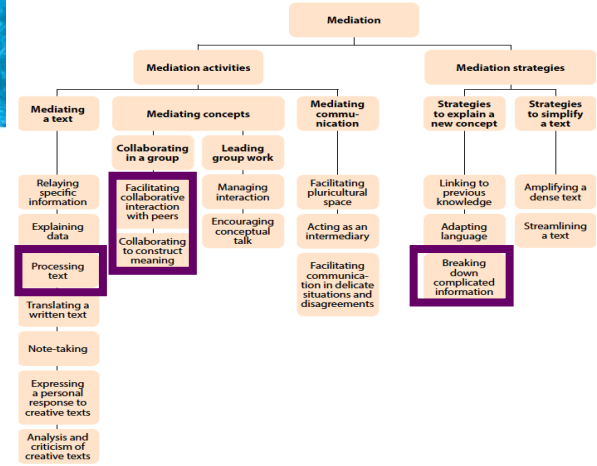 Mediation
Mediation activities
Mediation strategies
Mediating
a text
Mediating concepts
Mediating
commu-
nication
Strategies
to explain a
new concept
Strategies
to simplify
a text
Collaborating
in a group
Leading
group work
Relaying
specific
information
Explaining
data
Processing
text
Translating a
written text
Note-taking
Expressing
a personal
response to
creative texts
Analysis and
criticism of
creative texts
Facilitating
collaborative
interaction
with peers
Collaborating
to construct
meaning
Managing
interaction
Encouraging
conceptual
talk
Facilitating
pluricultural
space
Acting as an
intermediary
Facilitating
communica-
tion in delicate
situations and
disagreements
Linking to
previous
knowledge
Adapting
language
Breaking
down
complicated
information
Amplifying a
dense text
Streamlining
a text